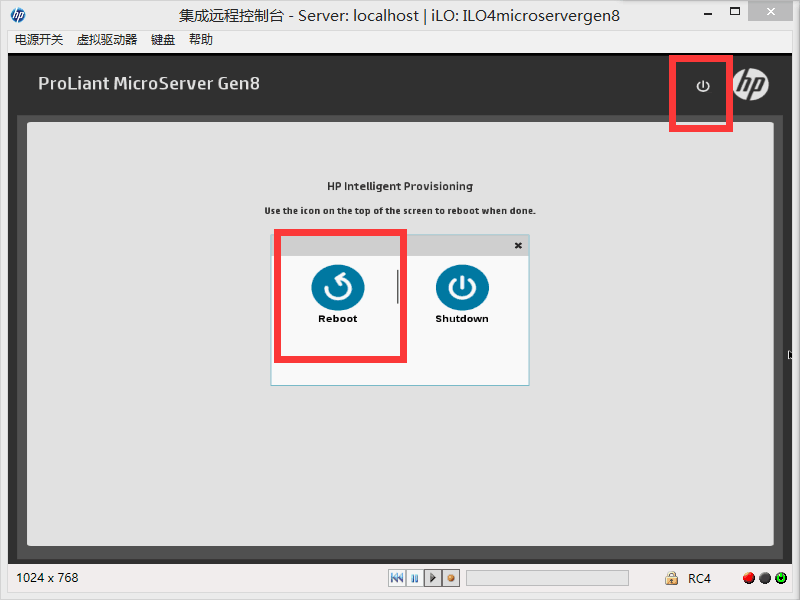 集成远程控制台 - Server: localhost | iLO: ILO4microservergen8
电源开关 虚拟驱动器 键盘 帮助
ProLiant MicroServer Gen8
hp
HP Intelligent Provisioning
Use the icon on the top of the screen to reboot when done.
Reboot Shutdown
1024 x 768 RC4